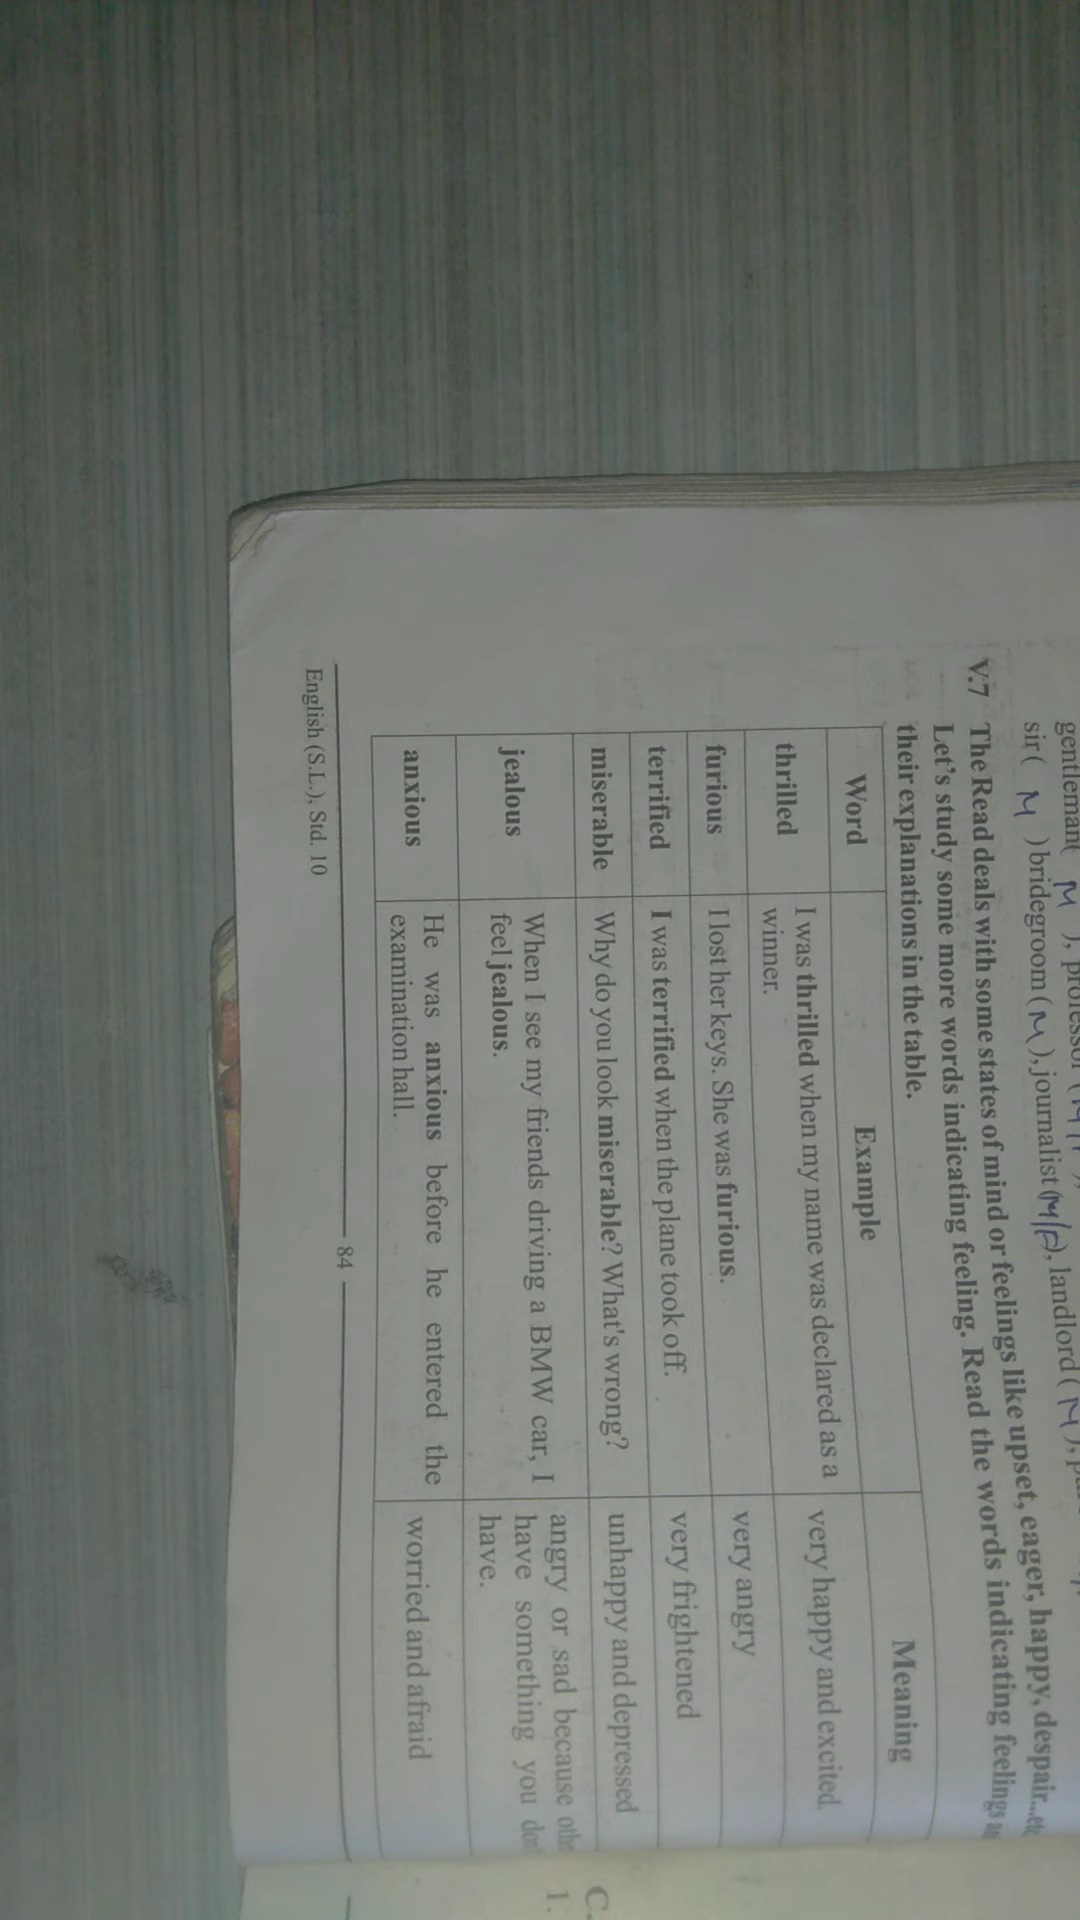 gentleman( M ), professor (
sir( M ) bridegroom (M), journalist (M/F), landlord ( M ),
V.7 The Read deals with some states of mind or feelings like upset, eager, happy, despair...etc
Let's study some more words indicating feeling. Read the words indicating feelings
their explanations in the table.
Word Example Meaning
thrilled I was thrilled when my name was declared as a very happy and excited.
winner.
furious I lost her keys. She was furious. very angry
terrified I was terrified when the plane took off. very frightened
miserable Why do you look miserable? What's wrong? unhappy and depressed
jealous When I see my friends driving a BMW car, I angry or sad because
feel jealous. have something you
have.
anxious He was anxious before he entered the worried and afraid
examination hall.
84
English (S.L.), Std. 10
C.
1.